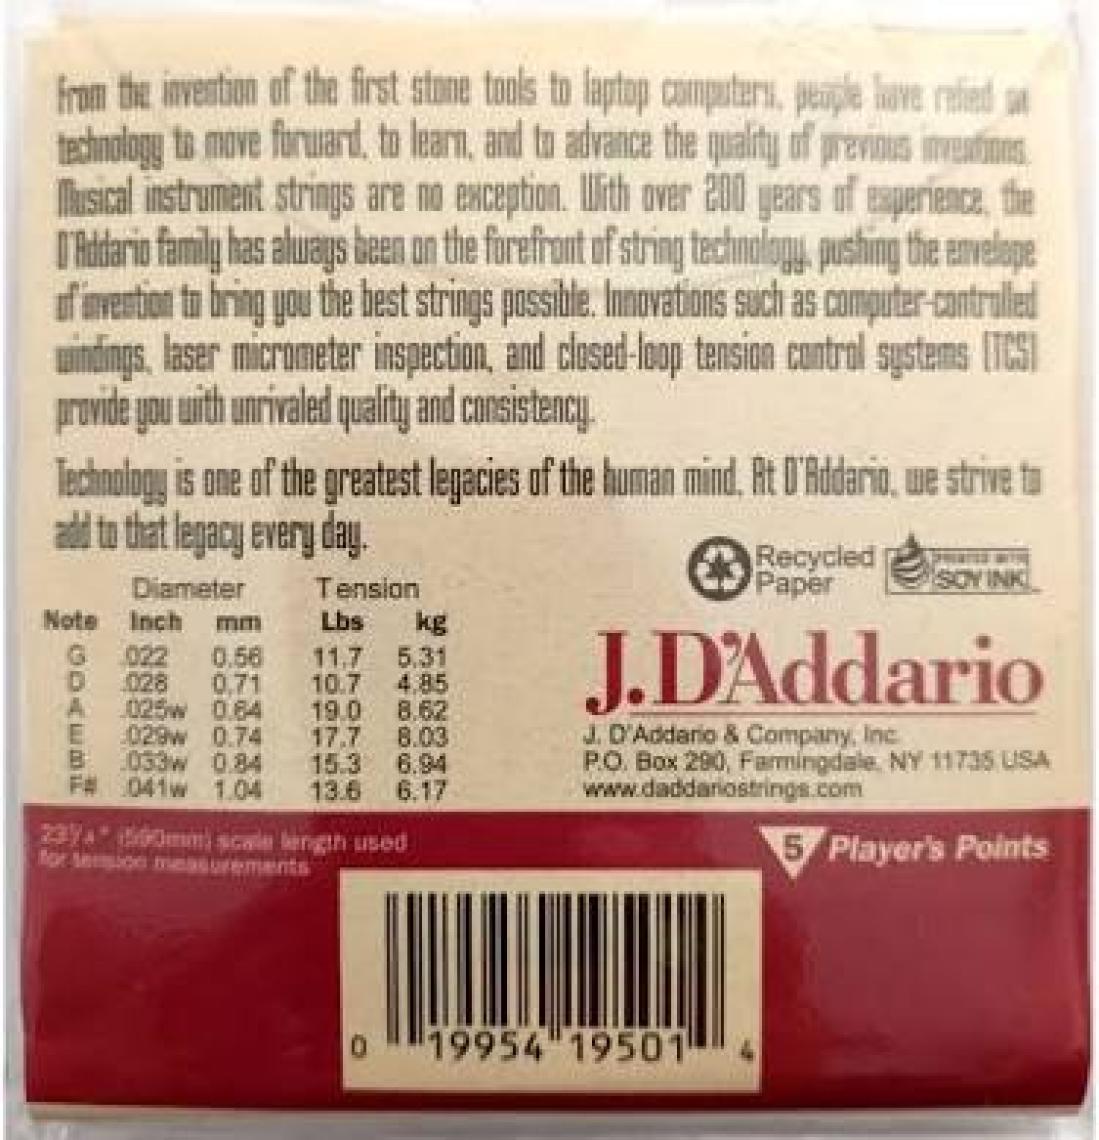 From the invention of the first stone tools to laptop computers, people have relied on
technology to move forward, to learn, and to advance the quality of previous inventions.
Musical instrument strings are no exception. With over 200 years of experience, the
D'Addario family has always been on the forefront of string technology, pushing the envelope
of invention to bring you the best strings possible. Innovations such as computer-controlled
windings, laser micrometer inspection, and closed-loop tension control systems (TCS)
provide you with unrivaled quality and consistency.
Technology is one of the greatest legacies of the human mind. At D'Addario, we strive to
add to that legacy every day.
Recycled Paper
PRINTED WITH
SOY INK
Diameter Tension
Note Inch mm Lbs kg
G .022 0.56 11.7 5.31
D .028 0.71 10.7 4.85
A .025w 0.64 19.0 8.62
E .029w 0.74 17.7 8.03
B .033w 0.84 15.3 6.94
F# .041w 1.04 13.6 6.17
J.D'Addario
J. D'Addario & Company, Inc.
P.O. Box 290, Farmingdale, NY 11735 USA
www.daddariostrings.com
(590mm) scale length used
for tension measurements
5 Player's Points
0 19954 19501 4